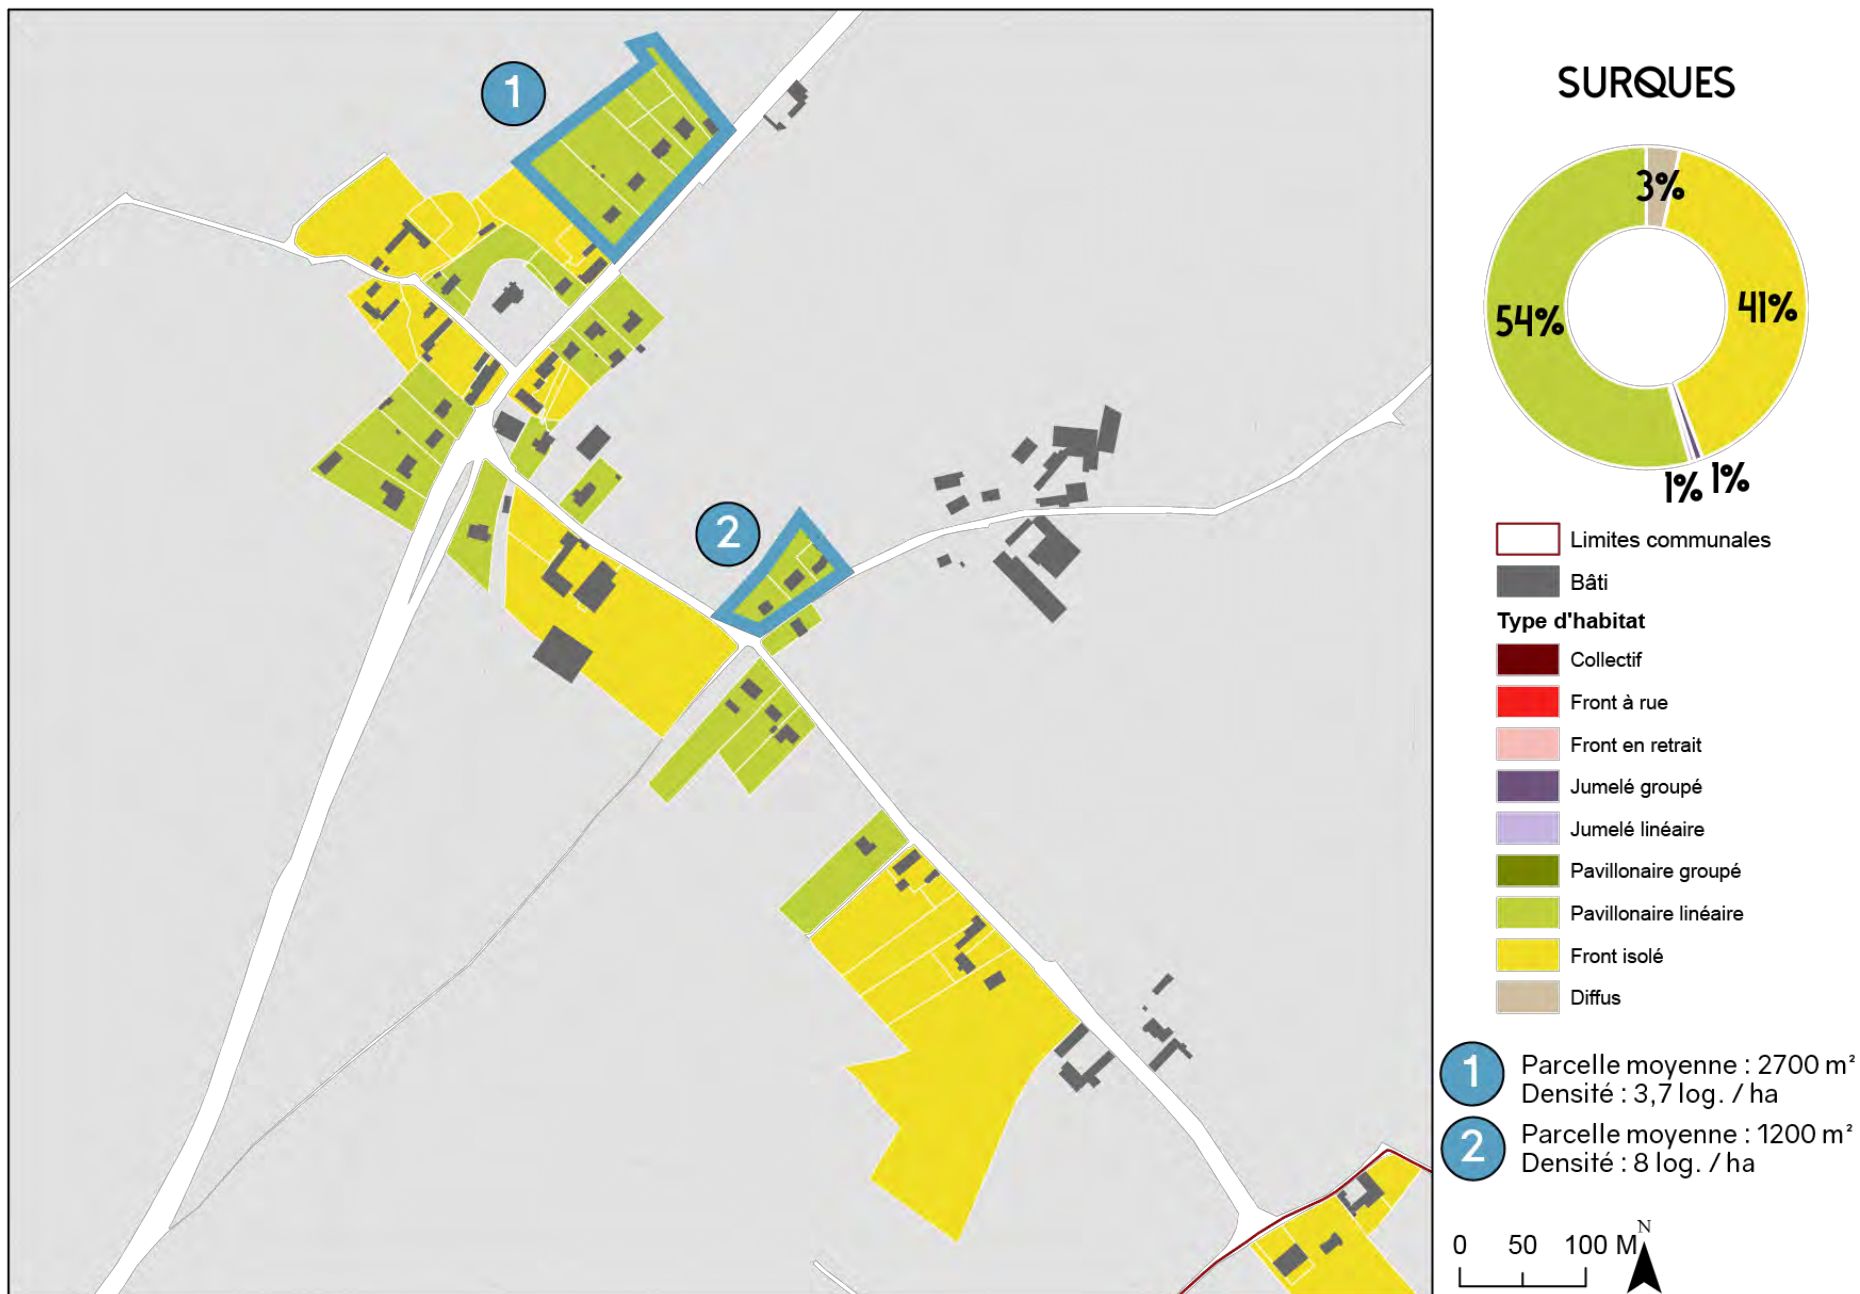 1
2
SURQUES
3%
41%
54%
1% 1%
Limites communales
Bâti
Type d'habitat
Collectif
Front à rue
Front en retrait
Jumelé groupé
Jumelé linéaire
Pavillonaire groupé
Pavillonaire linéaire
Front isolé
Diffus
1 Parcelle moyenne : 2700 m²
Densité : 3,7 log. / ha
2 Parcelle moyenne : 1200 m²
Densité : 8 log. / ha
N
0 50 100 M